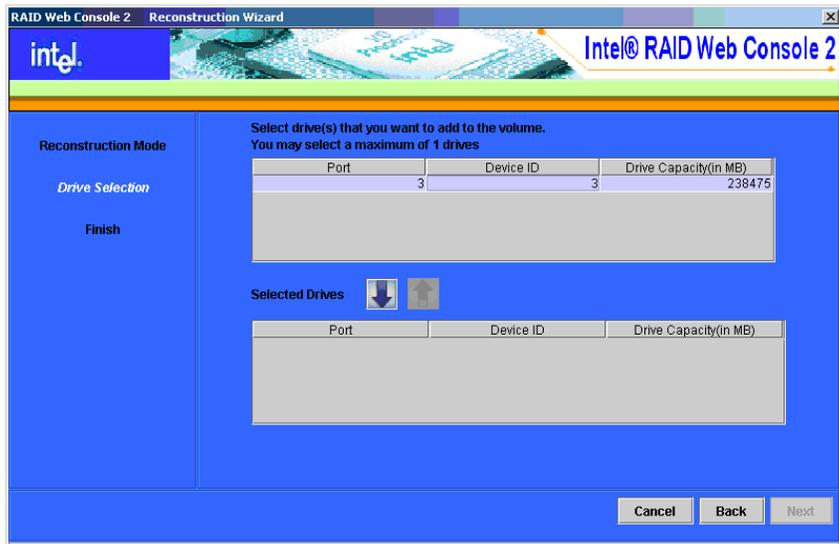 RAID Web Console 2 Reconstruction Wizard
intel.
I/O
Processor
intel
Intel® RAID Web Console 2
Reconstruction Mode
Drive Selection
Finish
Select drive(s) that you want to add to the volume.
You may select a maximum of 1 drives
Port Device ID Drive Capacity(in MB)
3 3 238475
Selected Drives
Port Device ID Drive Capacity(in MB)
Cancel Back Next